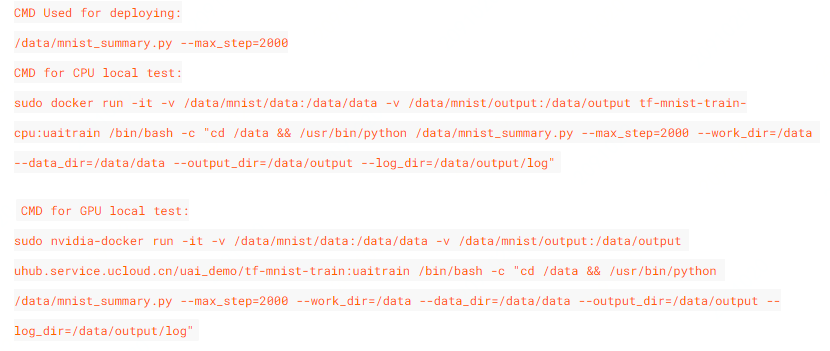 CMD Used for deploying:
/data/mnist_summary.py --max_step=2000
CMD for CPU local test:
sudo docker run -it -v /data/mnist/data:/data/data -v /data/mnist/output:/data/output tf-mnist-train-
cpu:uaitrain /bin/bash -c "cd /data && /usr/bin/python /data/mnist_summary.py --max_step=2000 --work_dir=/data
--data_dir=/data/data --output_dir=/data/output --log_dir=/data/output/log"
CMD for GPU local test:
sudo nvidia-docker run -it -v /data/mnist/data:/data/data -v /data/mnist/output:/data/output
uhub.service.ucloud.cn/uai_demo/tf-mnist-train:uaitrain /bin/bash -c "cd /data && /usr/bin/python
/data/mnist_summary.py --max_step=2000 --work_dir=/data --data_dir=/data/data --output_dir=/data/output --
log_dir=/data/output/log"